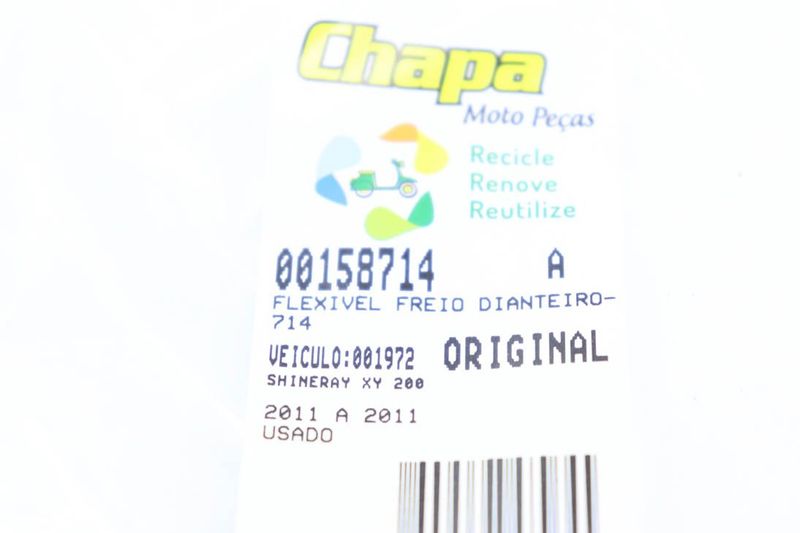 Chapa
Moto Peças
Recicle
Renove
Reutilize
00158714 A
FLEXIVEL FREIO DIANTEIRO-
714
VEICULO:001972 ORIGINAL
SHINERAY XY 200
2011 A 2011
USADO